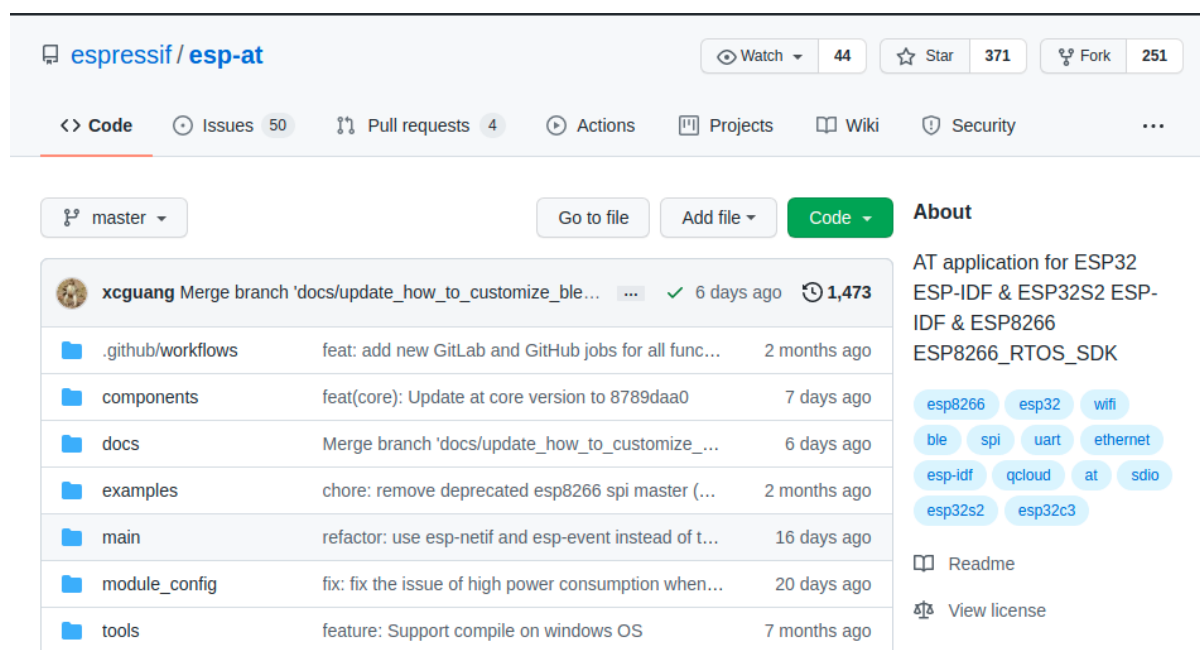 espressif / esp-at
Watch 44 Star 371 Fork 251
<> Code Issues 50 Pull requests 4 Actions Projects Wiki Security ...
master Go to file Add file Code
xcguang Merge branch 'docs/update_how_to_customize_ble... ... 6 days ago 1,473
.github/workflows feat: add new GitLab and GitHub jobs for all func... 2 months ago
components feat(core): Update at core version to 8789daa0 7 days ago
docs Merge branch 'docs/update_how_to_customize_... 6 days ago
examples chore: remove deprecated esp8266 spi master (... 2 months ago
main refactor: use esp-netif and esp-event instead of t... 16 days ago
module_config fix: fix the issue of high power consumption when... 20 days ago
tools feature: Support compile on windows OS 7 months ago
About
AT application for ESP32
ESP-IDF & ESP32S2 ESP-
IDF & ESP8266
ESP8266_RTOS_SDK
esp8266 esp32 wifi
ble spi uart ethernet
esp-idf qcloud at sdio
esp32s2 esp32c3
Readme
View license